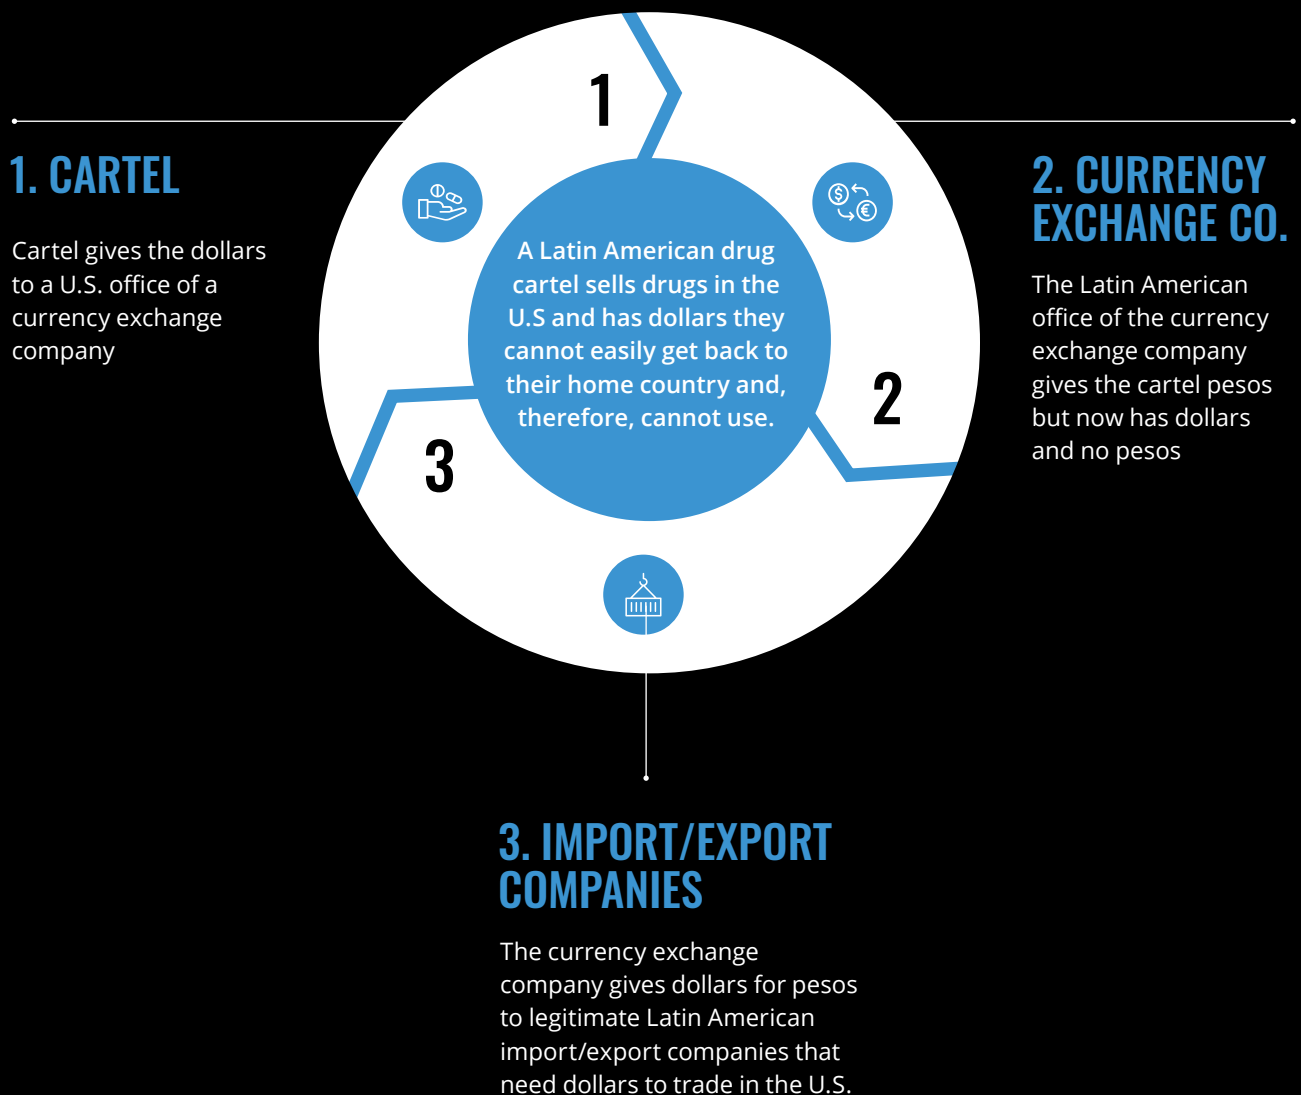 1
1. CARTEL
Cartel gives the dollars
to a U.S. office of a
currency exchange
company
A Latin American drug
cartel sells drugs in the
U.S and has dollars they
cannot easily get back to
their home country and,
therefore, cannot use.
$
€
2. CURRENCY
EXCHANGE CO.
The Latin American
office of the currency
exchange company
gives the cartel pesos
but now has dollars
and no pesos
2
3
3. IMPORT/EXPORT
COMPANIES
The currency exchange
company gives dollars for pesos
to legitimate Latin American
import/export companies that
need dollars to trade in the U.S.